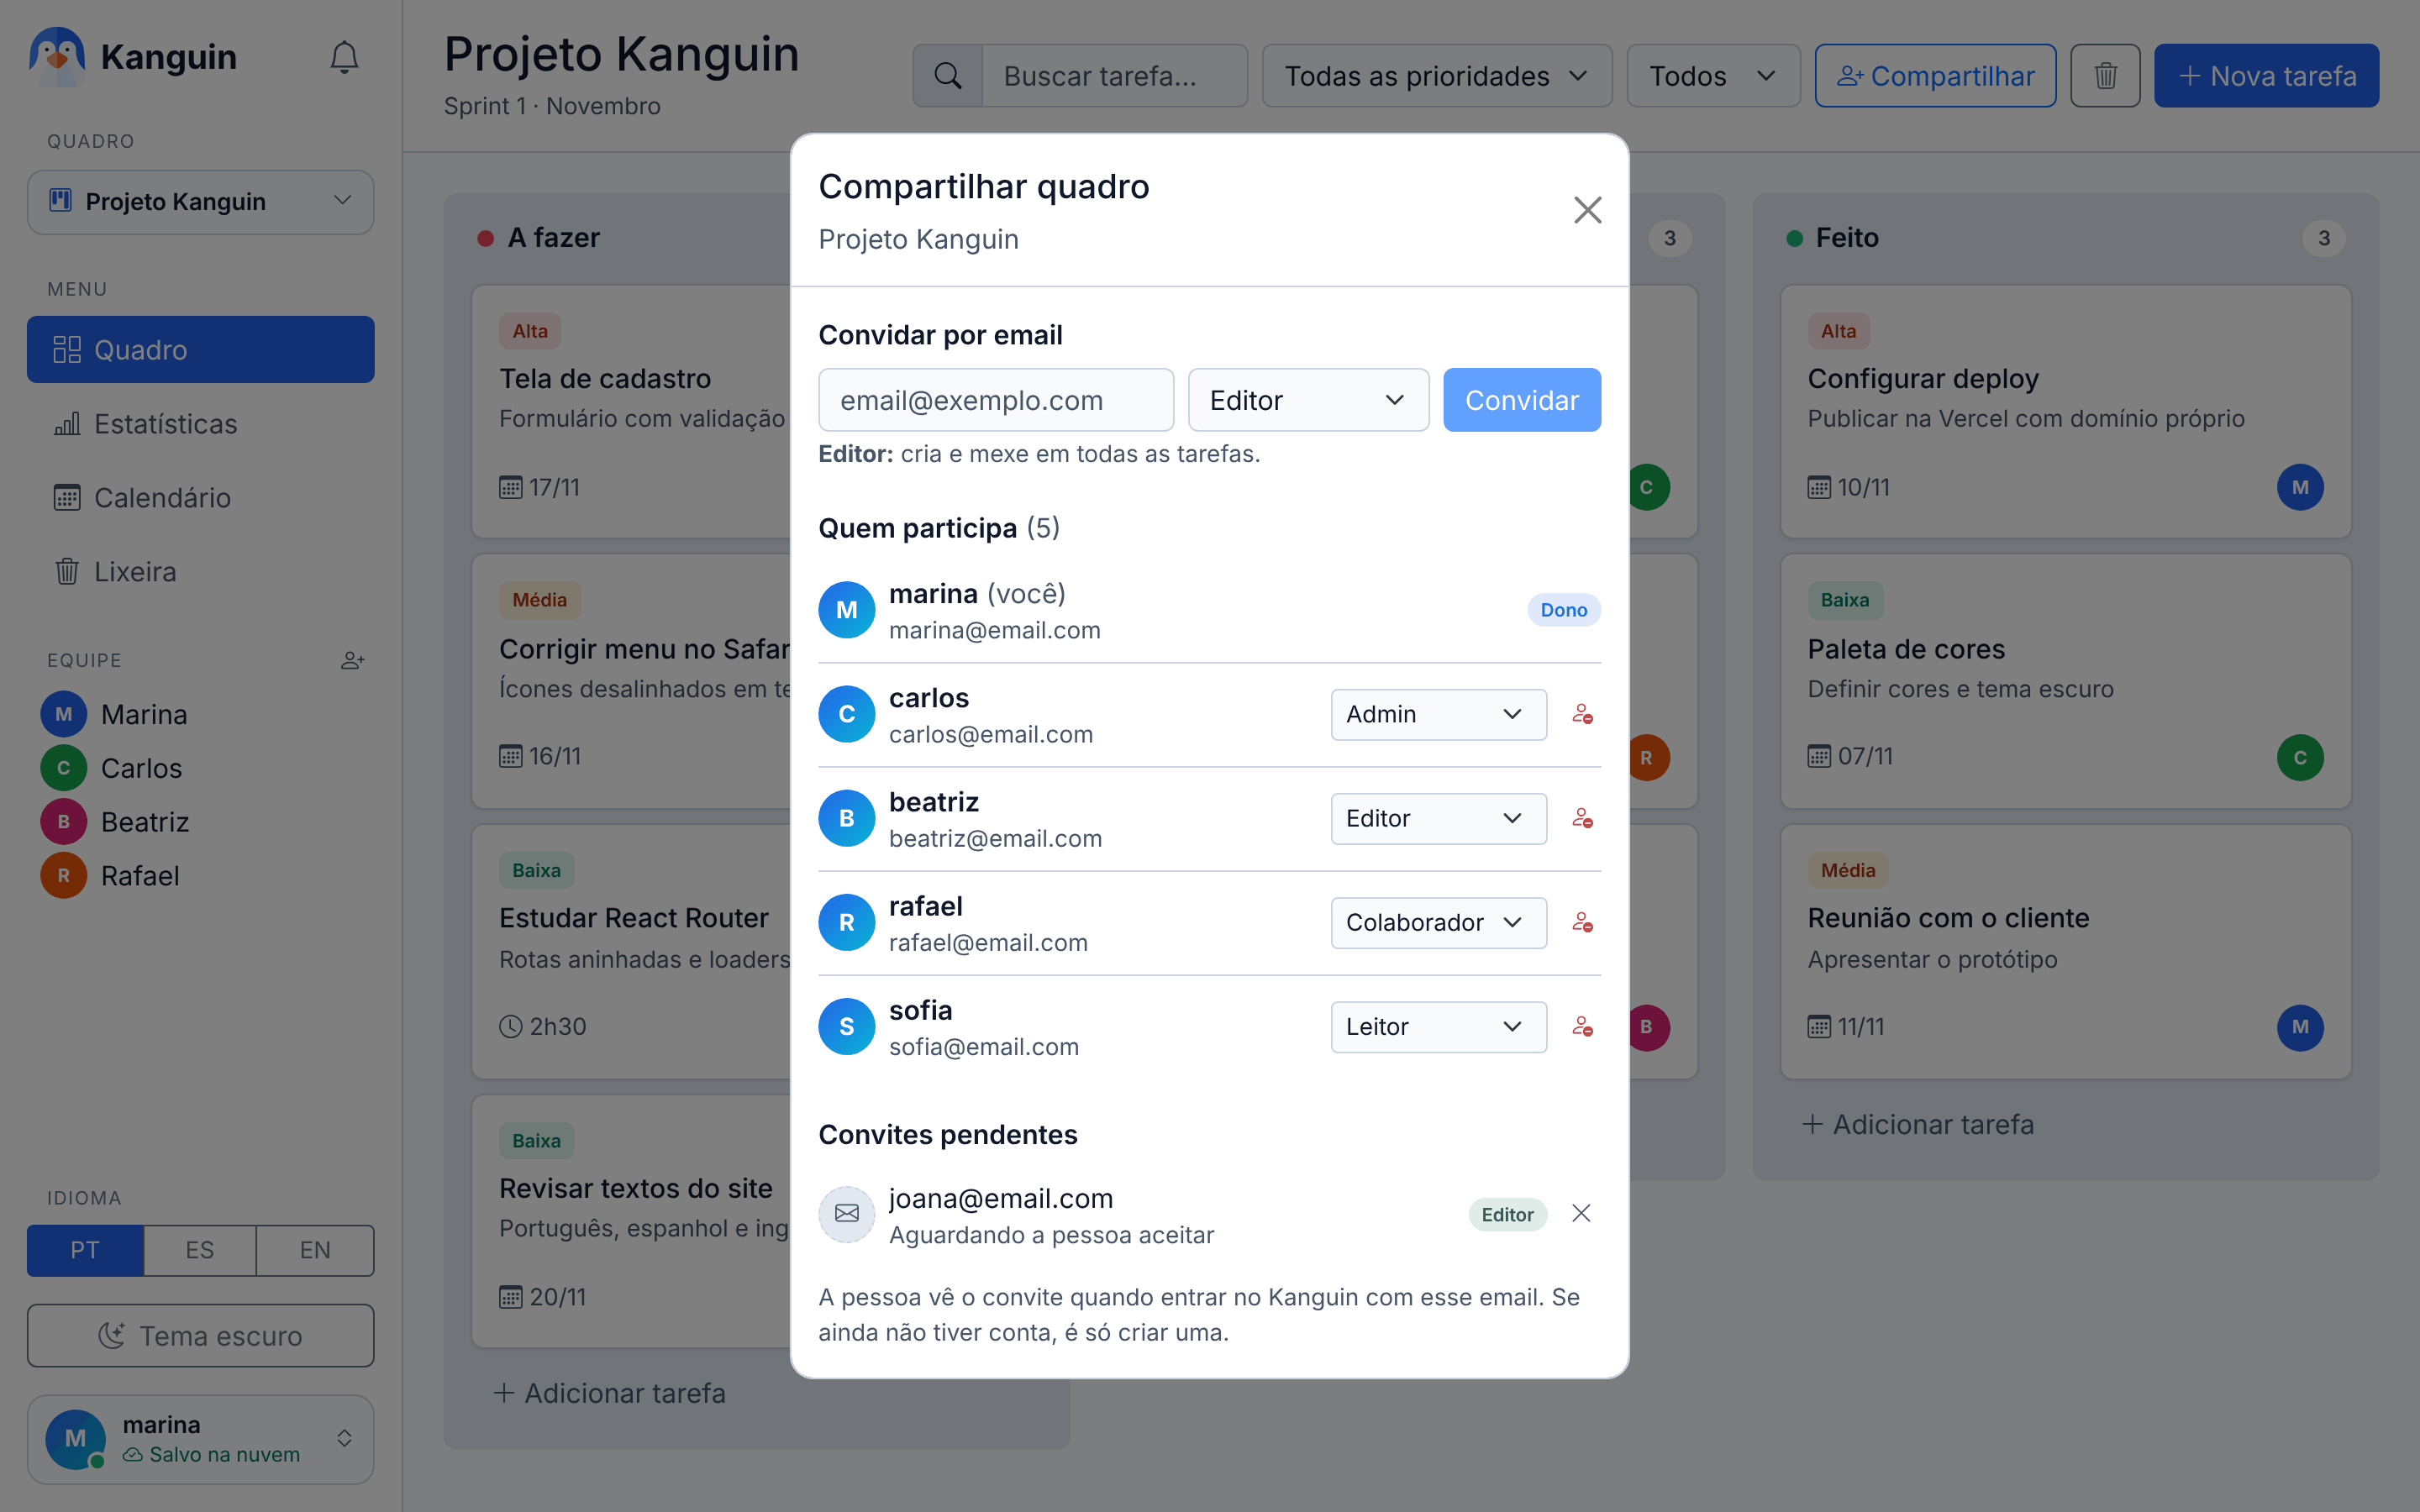 Kanguin
QUADRO
Projeto Kanguin
MENU
Quadro
Estatísticas
Calendário
Lixeira
EQUIPE
M Marina
C Carlos
B Beatriz
R Rafael
IDIOMA
PT ES EN
Tema escuro
M marina
Salvo na nuvem
Projeto Kanguin
Sprint 1 · Novembro
Buscar tarefa...
Todas as prioridades
Todos
Compartilhar
+ Nova tarefa
A fazer
Alta
Tela de cadastro
Formulário com validação
17/11
Média
Corrigir menu no Safar
Ícones desalinhados em te
16/11
Baixa
Estudar React Router
Rotas aninhadas e loaders
2h30
Baixa
Revisar textos do site
Português, espanhol e ing
20/11
+ Adicionar tarefa
Compartilhar quadro
Projeto Kanguin
Convidar por email
email@exemplo.com
Editor
Convidar
Editor: cria e mexe em todas as tarefas.
Quem participa (5)
M marina (você)
marina@email.com
Dono
C carlos
carlos@email.com
Admin
B beatriz
beatriz@email.com
Editor
R rafael
rafael@email.com
Colaborador
S sofia
sofia@email.com
Leitor
Convites pendentes
joana@email.com
Aguardando a pessoa aceitar
Editor
A pessoa vê o convite quando entrar no Kanguin com esse email. Se
ainda não tiver conta, é só criar uma.
3
C
R
B
Feito
3
Alta
Configurar deploy
Publicar na Vercel com domínio próprio
10/11
M
Baixa
Paleta de cores
Definir cores e tema escuro
07/11
C
Média
Reunião com o cliente
Apresentar o protótipo
11/11
M
+ Adicionar tarefa